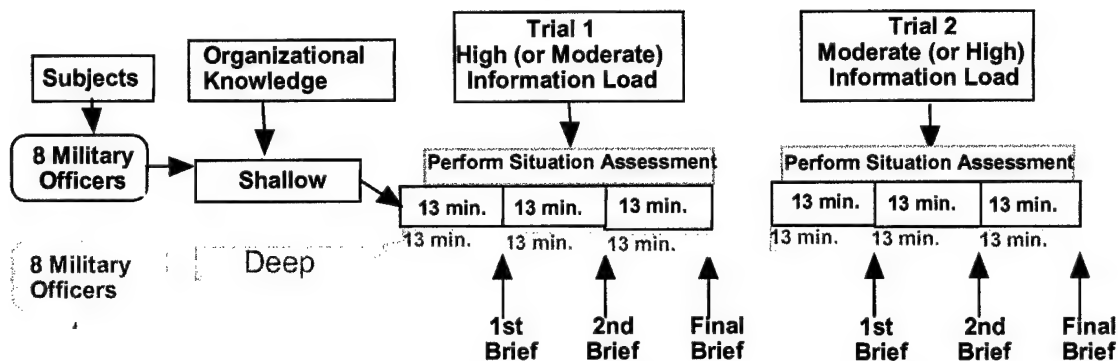 Subjects
8 Military
Officers
8 Military
Officers
Organizational
Knowledge
Shallow
Deep
Trial 1
High (or Moderate)
Information Load
Perform Situation Assessment
13 min. 13 min. 13 min.
13 min. 13 min. 13 min.
1st
Brief
2nd
Brief
Final
Brief
Trial 2
Moderate (or High)
Information Load
Perform Situation Assessment
13 min. 13 min. 13 min.
13 min. 13 min. 13 min.
1st
Brief
2nd
Brief
Final
Brief